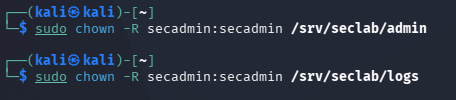 ┌──(kali㉿kali)-[~]
└─$ sudo chown -R secadmin:secadmin /srv/seclab/admin
┌──(kali㉿kali)-[~]
└─$ sudo chown -R secadmin:secadmin /srv/seclab/logs